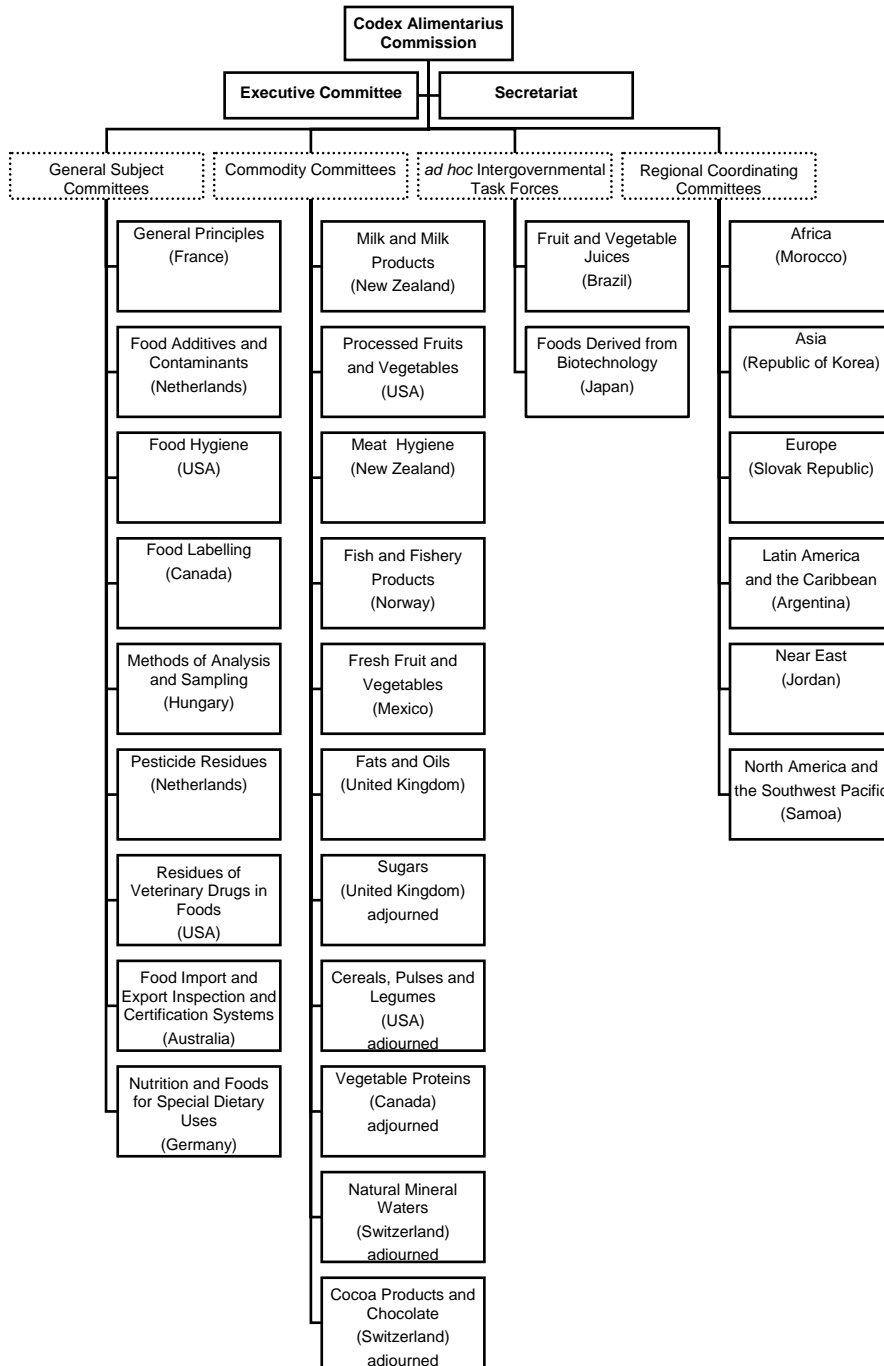 Codex Alimentarius
Commission
Executive Committee
Secretariat
General Subject
Committees
Commodity Committees
ad hoc Intergovernmental
Task Forces
Regional Coordinating
Committees
General Principles
(France)
Food Additives and
Contaminants
(Netherlands)
Food Hygiene
(USA)
Food Labelling
(Canada)
Methods of Analysis
and Sampling
(Hungary)
Pesticide Residues
(Netherlands)
Residues of
Veterinary Drugs in
Foods
(USA)
Food Import and
Export Inspection and
Certification Systems
(Australia)
Nutrition and Foods
for Special Dietary
Uses
(Germany)
Milk and Milk
Products
(New Zealand)
Processed Fruits
and Vegetables
(USA)
Meat Hygiene
(New Zealand)
Fish and Fishery
Products
(Norway)
Fresh Fruit and
Vegetables
(Mexico)
Fats and Oils
(United Kingdom)
Sugars
(United Kingdom)
adjourned
Cereals, Pulses and
Legumes
(USA)
adjourned
Vegetable Proteins
(Canada)
adjourned
Natural Mineral
Waters
(Switzerland)
adjourned
Cocoa Products and
Chocolate
(Switzerland)
adjourned
Fruit and Vegetable
Juices
(Brazil)
Foods Derived from
Biotechnology
(Japan)
Africa
(Morocco)
Asia
(Republic of Korea)
Europe
(Slovak Republic)
Latin America
and the Caribbean
(Argentina)
Near East
(Jordan)
North America and
the Southwest Pacific
(Samoa)